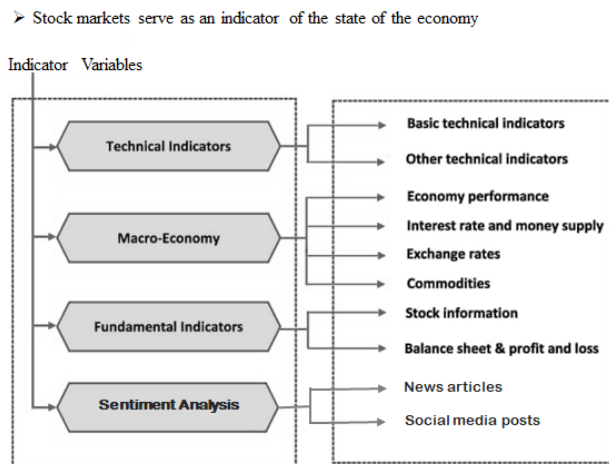 ➢ Stock markets serve as an indicator of the state of the economy
Indicator Variables
Technical Indicators
Basic technical indicators
Other technical indicators
Macro-Economy
Economy performance
Interest rate and money supply
Exchange rates
Commodities
Fundamental Indicators
Stock information
Balance sheet & profit and loss
Sentiment Analysis
News articles
Social media posts